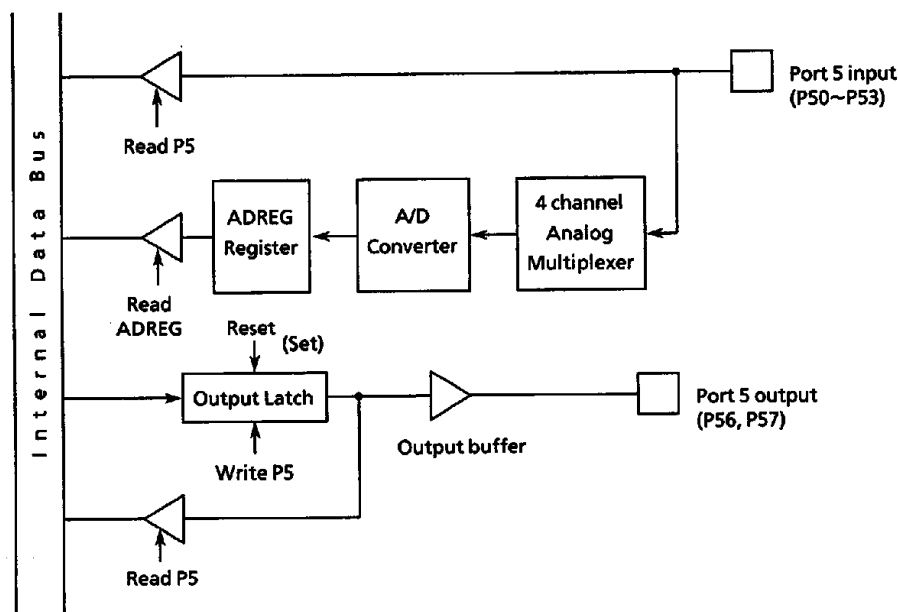 Internal Data Bus
Port 5 input
(P50~P53)
Read P5
ADREG
Register
A/D
Converter
4 channel
Analog
Multiplexer
Read
ADREG
Reset
(Set)
Output Latch
Port 5 output
(P56, P57)
Output buffer
Write P5
Read P5